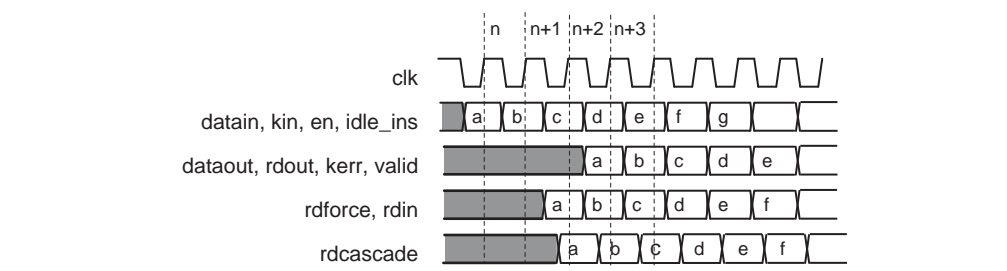 n n+1 n+2 n+3
clk
datain, kin, en, idle_ins a b c d e f g
dataout, rdout, kerr, valid a b c d e
rdforce, rdin a b c d e f
rdcascade a b c d e f